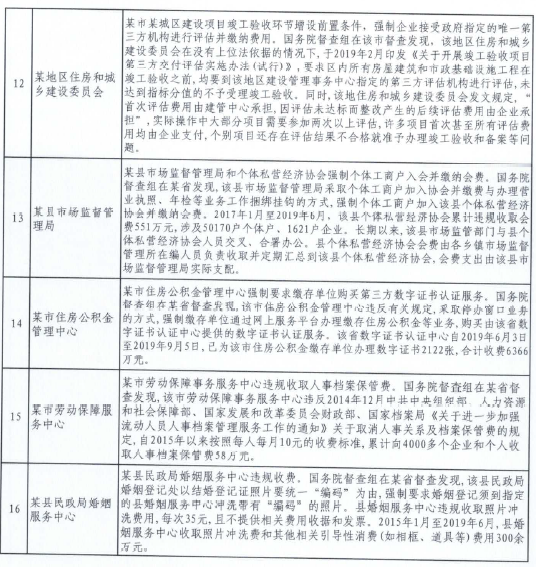 12
某地区住房和城
乡建设委员会
某市某城区建设项目竣工验收环节增设前置条件，强制企业接受政府指定的唯一第
三方机构进行评估并缴纳费用。国务院督查组在该市督查发现，该地区住房和城乡
建设委员会在没有上位法依据的情况下，于2019年2月印发《关于开展竣工验收项目
第三方交付评估实施办法（试行）》，要求区内所有房屋建筑和市政基础设施工程在
竣工验收之前，均要到该地区建设管理事务中心指定的第三方评估机构进行评估，未
达到指标分值的不予受理竣工验收。同时，该地住房和城乡建设委员会发文规定，“
首次评估费用由建管中心承担，因评估未达标而整改产生的后续评估费用由企业承
担”，实际操作中大部分项目需要参加两次以上评估，许多项目首次甚至所有评估费
用均由企业支付，个别项目还存在评估结果不合格就准予办理竣工验收和备案等问
题。
13
某县市场监督管
理局
某县市场监督管理局和个体私营经济协会强制个体工商户入会并缴纳会费。国务院
督查组在某省发现，该县市场监督管理局采取个体工商户加入协会并缴费与办理营
业执照、年检等业务工作捆绑挂钩的方式，强制个体工商户加入该县个体私营经济
协会并缴纳会费。2017年1月至2019年6月，该县个体私营经济协会累计违规收取会
费551万元，涉及50170户个体户、1621户企业。长期以来，该县市场监管部门与县个
体私营经济协会人员交叉、合署办公。县个体私营经济协会会费由各乡镇市场监督
管理所在编人员负责收取并定期汇总到该县个体私营经济协会，会费支出由该县市
场监督管理局实际支配。
14
某市住房公积金
管理中心
某市住房公积金管理中心强制要求缴存单位购买第三方数字证书认证服务。国务院
督查组在某省督查发现，该市住房公积金管理中心违反有关规定，采取停办窗口业务
的方式，强制缴存单位通过网上服务平台办理缴存住房公积金等业务，购买由该省数
字证书认证中心提供的数字证书认证服务。该省数字证书认证中心自2019年6月3日
至2019年9月5日，已为该市住房公积金缴存单位办理数字证书2122张，合计收费6366
万元。
15
某市劳动保障服
务中心
某市劳动保障事务服务中心违规收取人事档案保管费。国务院督查组在某省督
查发现，该市劳动保障事务服务中心违反2014年12月中共中央组织部、人力资源
和社会保障部、国家发展和改革委员会财政部、国家档案局《关于进一步加强
流动人员人事档案管理服务工作的通知》关于取消人事关系及档案保管费的规
定，自2015年以来按照每人每月10元的收费标准，累计向4000多个企业和个人收
取人事档案保管费58万元。
16
某县民政局婚姻
服务中心
某县民政局婚姻服务中心违规收费。国务院督查组在某省督查发现，该县民政局
婚姻登记处以结婚登记证照片要统一“编码”为由，强制要求婚姻登记须到指定
的县婚姻服务中心冲洗带有“编码”的照片。县婚姻服务中心违规收取照片冲
洗费用，每次35元，且不提供相关费用收据和发票。2015年1月至2019年6月，县婚
姻服务中心收取照片冲洗费和其他相关引导性消费（如相框、道具等）费用300余
万元。